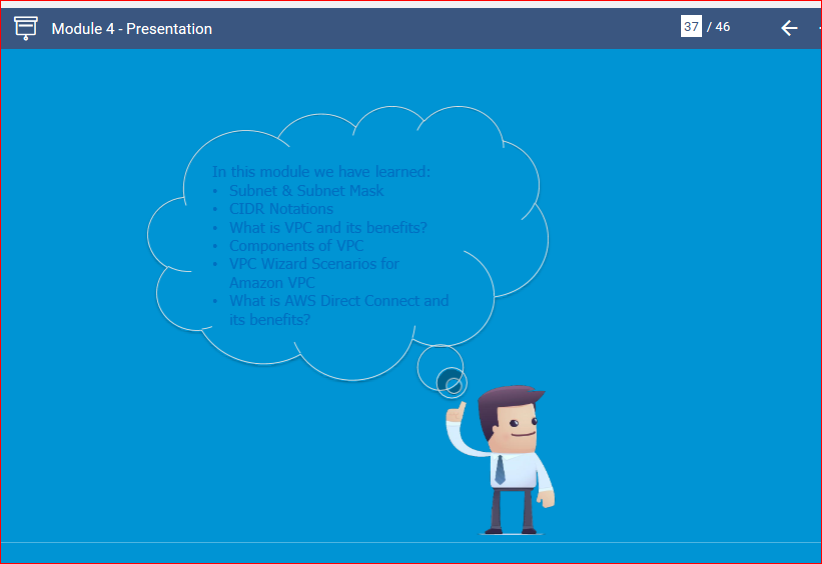 Module 4 - Presentation
37 / 46
In this module we have learned:
• Subnet & Subnet Mask
• CIDR Notations
• What is VPC and its benefits?
• Components of VPC
• VPC Wizard Scenarios for
Amazon VPC
• What is AWS Direct Connect and
its benefits?